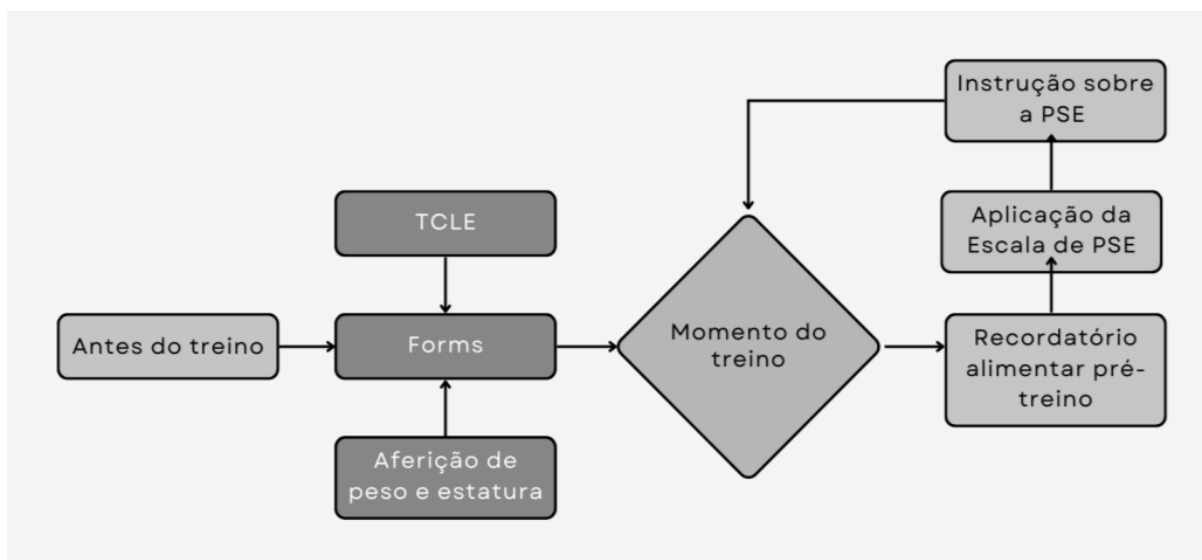 Instrução sobre
a PSE
TCLE
Aplicação da
Escala de PSE
Antes do treino
Forms
Momento do
treino
Recordatório
alimentar pré-
treino
Aferição de
peso e estatura